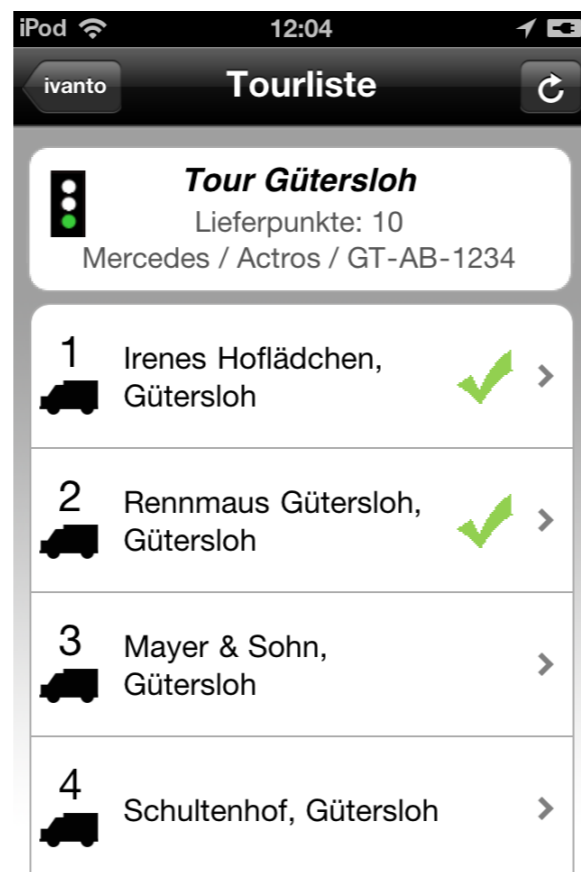 iPod 12:04
ivanto Tourliste
Tour Gütersloh
Lieferpunkte: 10
Mercedes / Actros / GT-AB-1234
1 Irenes Hoflädchen,
Gütersloh
2 Rennmaus Gütersloh,
Gütersloh
3 Mayer & Sohn,
Gütersloh
4 Schultenhof, Gütersloh